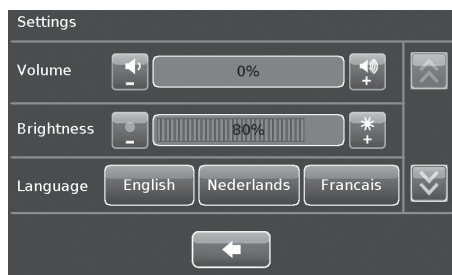 Settings
Volume - 0% +
Brightness - 80% +
Language English Nederlands Francais